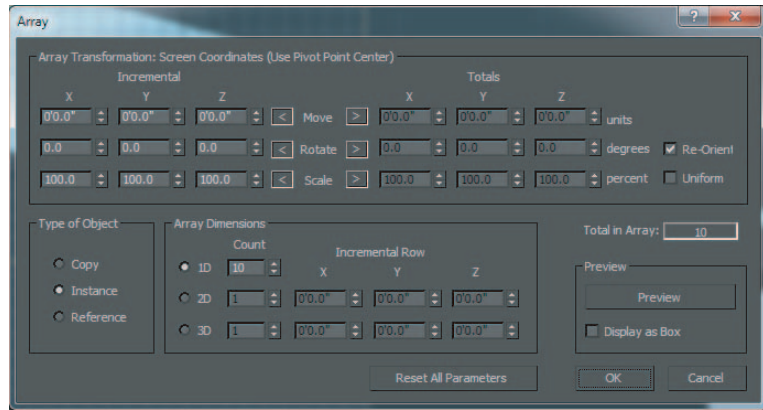 Array
? x
Array Transformation: Screen Coordinates (Use Pivot Point Center)
Incremental Totals
X Y Z X Y Z
0'0.0" 0'0.0" 0'0.0" < Move > 0'0.0" 0'0.0" 0'0.0" units
0.0 0.0 0.0 < Rotate > 0.0 0.0 0.0 degrees Re-Orient
100.0 100.0 100.0 < Scale > 100.0 100.0 100.0 percent Uniform
Type of Object
Copy
Instance
Reference
Array Dimensions
Count Incremental Row
X Y Z
1D 10
2D 1 0'0.0" 0'0.0" 0'0.0"
3D 1 0'0.0" 0'0.0" 0'0.0"
Total in Array: 10
Preview
Preview
Display as Box
Reset All Parameters OK Cancel